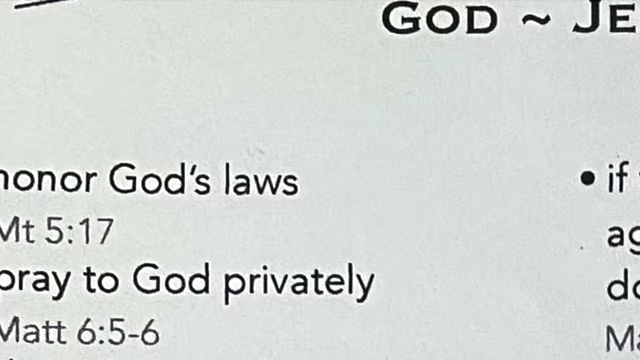 GOD ~ JE
honor God's laws
Mt 5:17
pray to God privately
Matt 6:5-6
• if
ag
do
Ma